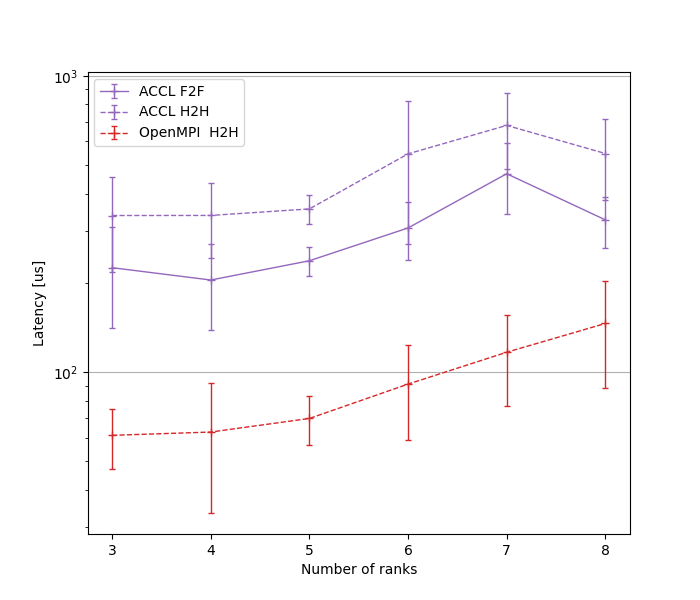 10³
ACCL F2F
ACCL H2H
OpenMPI  H2H
Latency [us]
10²
3 4 5 6 7 8
Number of ranks